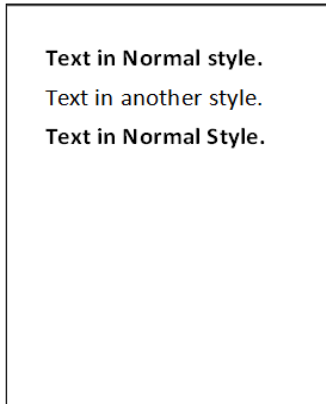 Text in Normal style.
Text in another style.
Text in Normal Style.